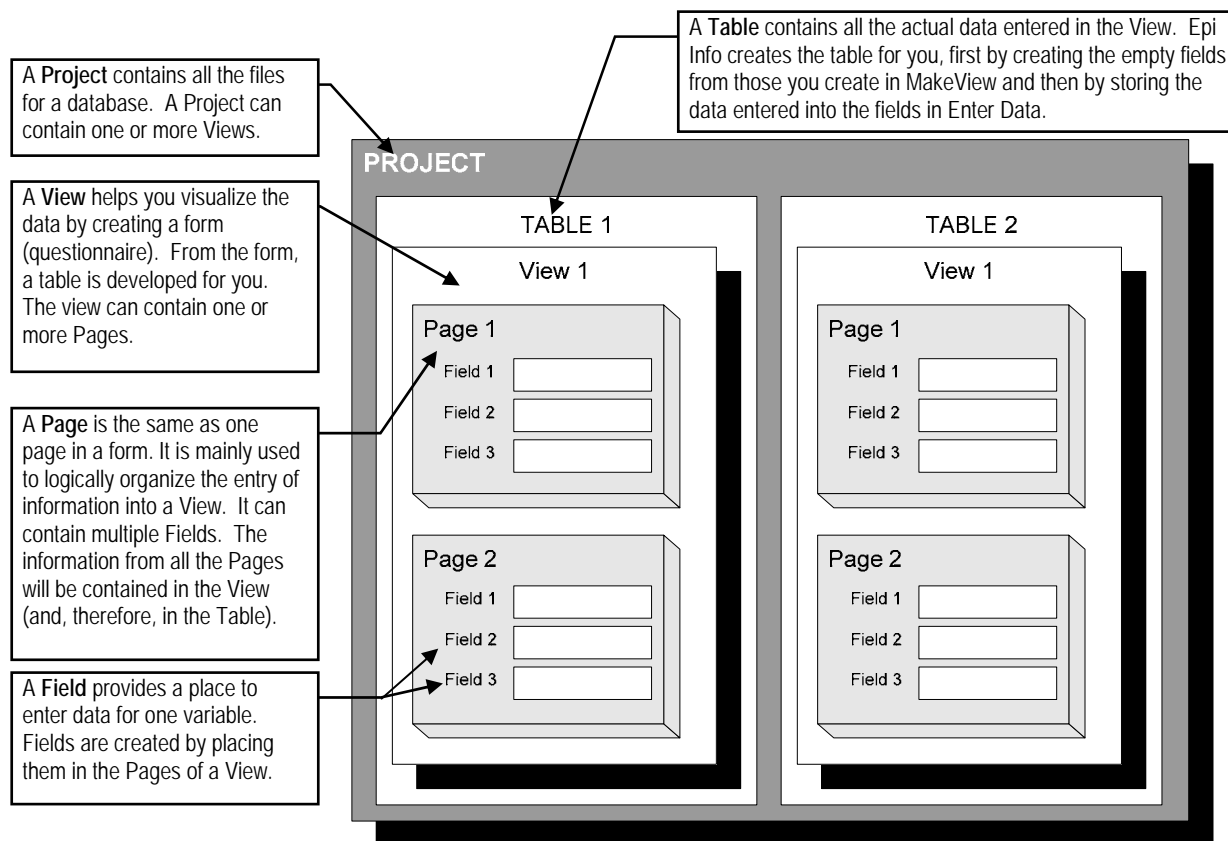 A Table contains all the actual data entered in the View. Epi
Info creates the table for you, first by creating the empty fields
from those you create in MakeView and then by storing the
data entered into the fields in Enter Data.
A Project contains all the files
for a database. A Project can
contain one or more Views.
A View helps you visualize the
data by creating a form
(questionnaire). From the form,
a table is developed for you.
The view can contain one or
more Pages.
A Page is the same as one
page in a form. It is mainly used
to logically organize the entry of
information into a View. It can
contain multiple Fields. The
information from all the Pages
will be contained in the View
(and, therefore, in the Table).
A Field provides a place to
enter data for one variable.
Fields are created by placing
them in the Pages of a View.
PROJECT
TABLE 1
View 1
Page 1
Field 1
Field 2
Field 3
Page 2
Field 1
Field 2
Field 3
TABLE 2
View 1
Page 1
Field 1
Field 2
Field 3
Page 2
Field 1
Field 2
Field 3